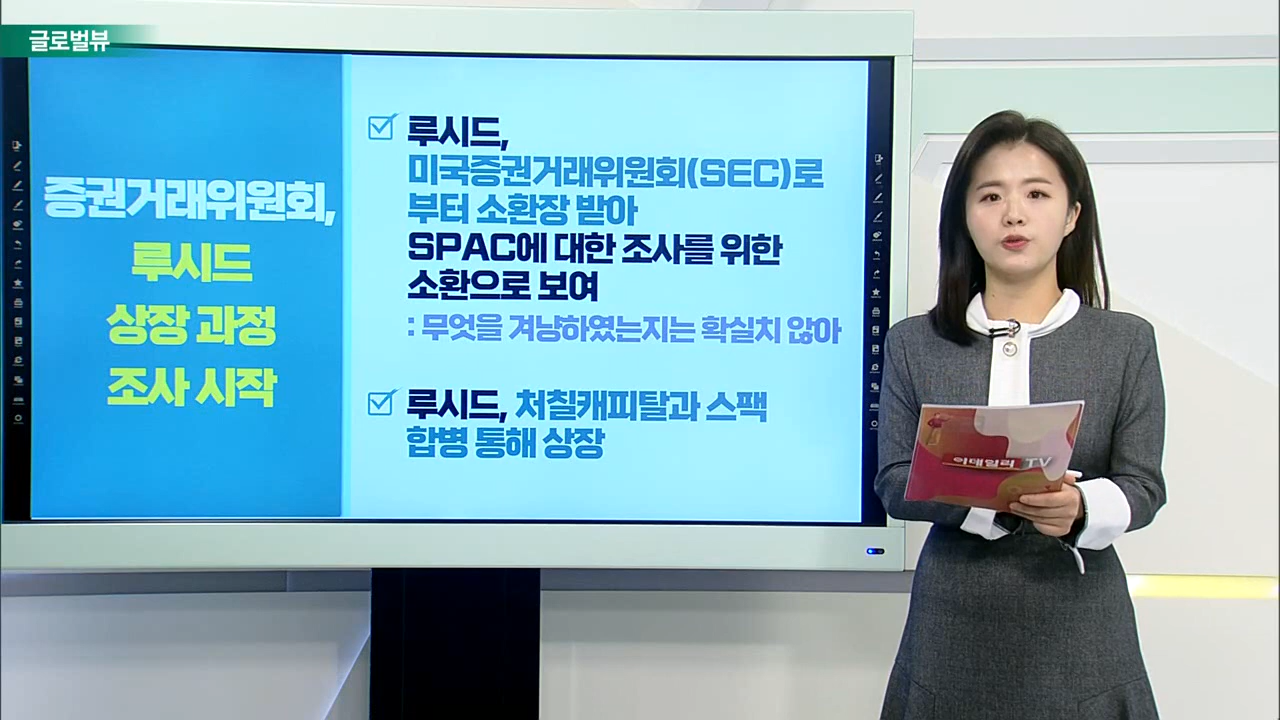 글로벌뷰
증권거래위원회,
루시드
상장 과정
조사 시작
루시드,
미국증권거래위원회(SEC)로
부터 소환장 받아
SPAC에 대한 조사를 위한
소환으로 보여
: 무엇을 겨냥하였는지는 확실치 않아
루시드, 처칠캐피탈과 스팩
합병 통해 상장
이데일리 TV